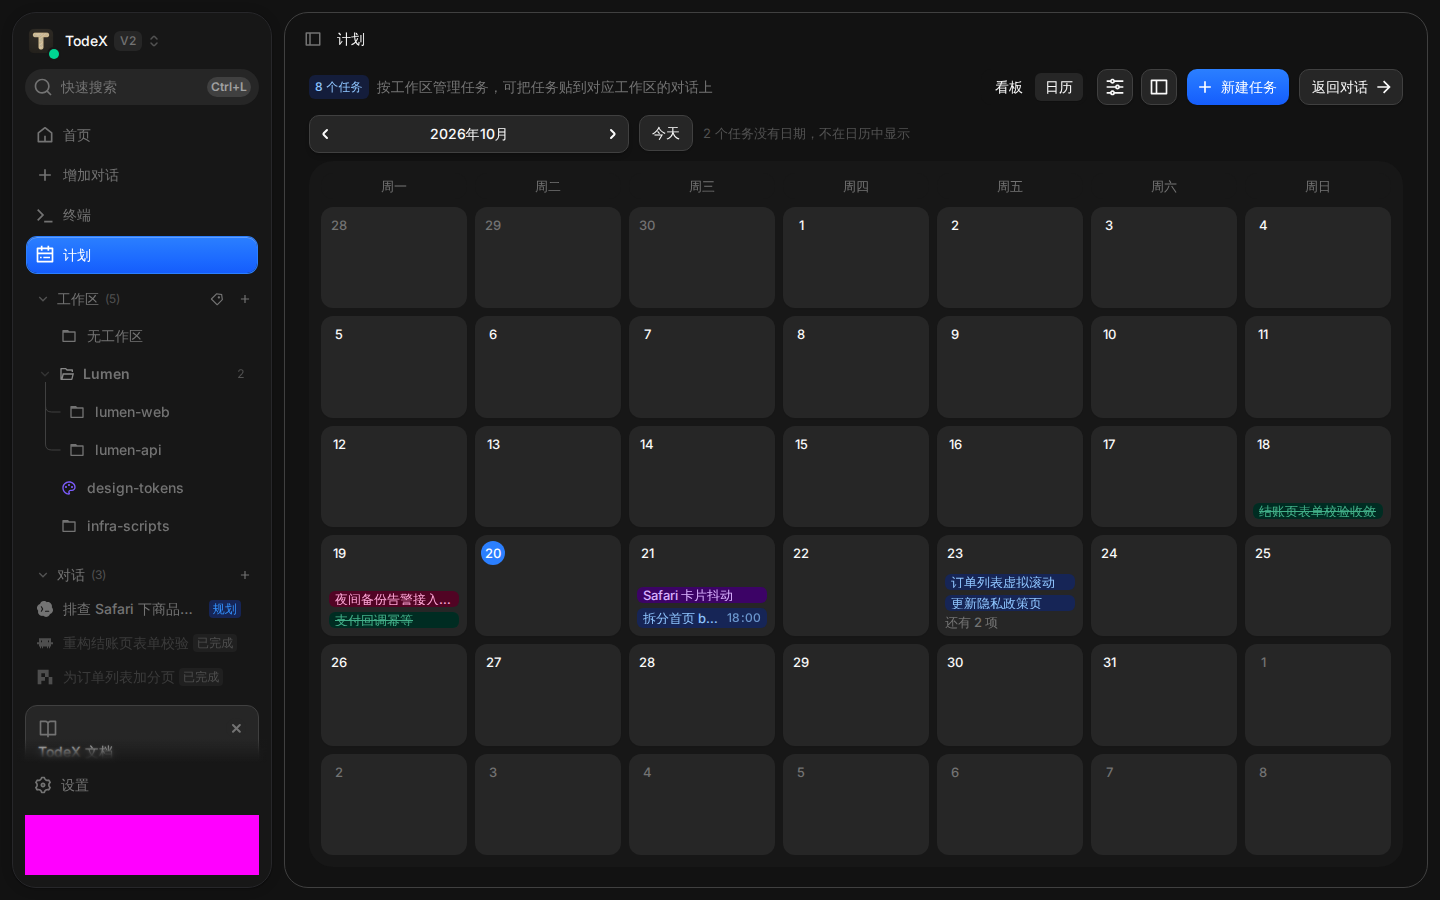 TodeX V2
快速搜索 Ctrl+L
首页
增加对话
终端
计划
工作区 (5)
无工作区
Lumen 2
lumen-web
lumen-api
design-tokens
infra-scripts
对话 (3)
排查 Safari 下商品... 规划
重构结账页表单校验 已完成
为订单列表加分页 已完成
TodeX 文档
设置
计划
8 个任务 按工作区管理任务，可把任务贴到对应工作区的对话上
看板 日历 新建任务 返回对话
2026年10月 今天 2 个任务没有日期，不在日历中显示
周一 周二 周三 周四 周五 周六 周日
28 29 30 1 2 3 4
5 6 7 8 9 10 11
12 13 14 15 16 17 18
结账页表单校验收敛
19 20 21 22 23 24 25
夜间备份告警接入...
支付回调幂等
Safari 卡片抖动
拆分首页 b... 18:00
订单列表虚拟滚动
更新隐私政策页
还有 2 项
26 27 28 29 30 31 1
2 3 4 5 6 7 8